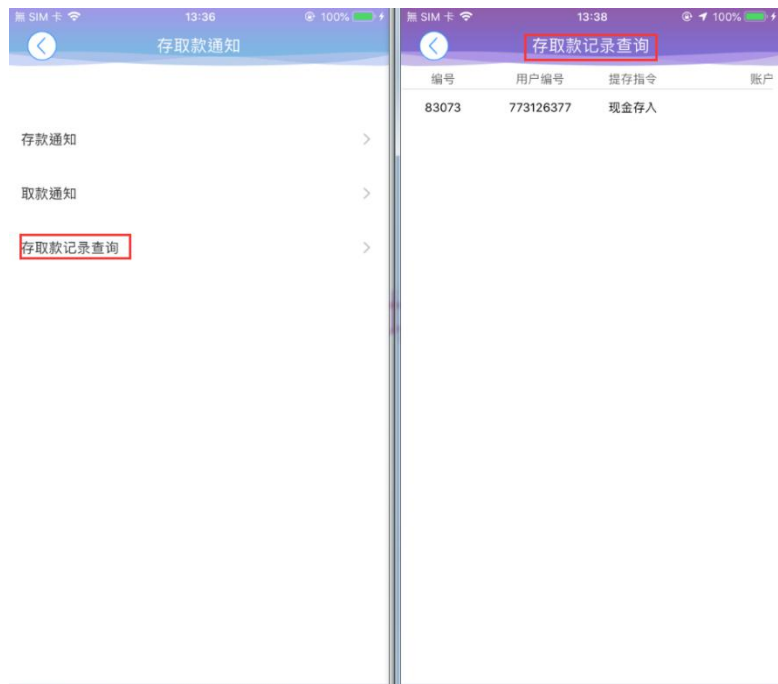 無 SIM 卡 13:36 100%
存取款通知
存款通知
取款通知
存取款记录查询
無 SIM 卡 13:38 100%
存取款记录查询
编号 用户编号 提存指令 账户
83073 773126377 现金存入